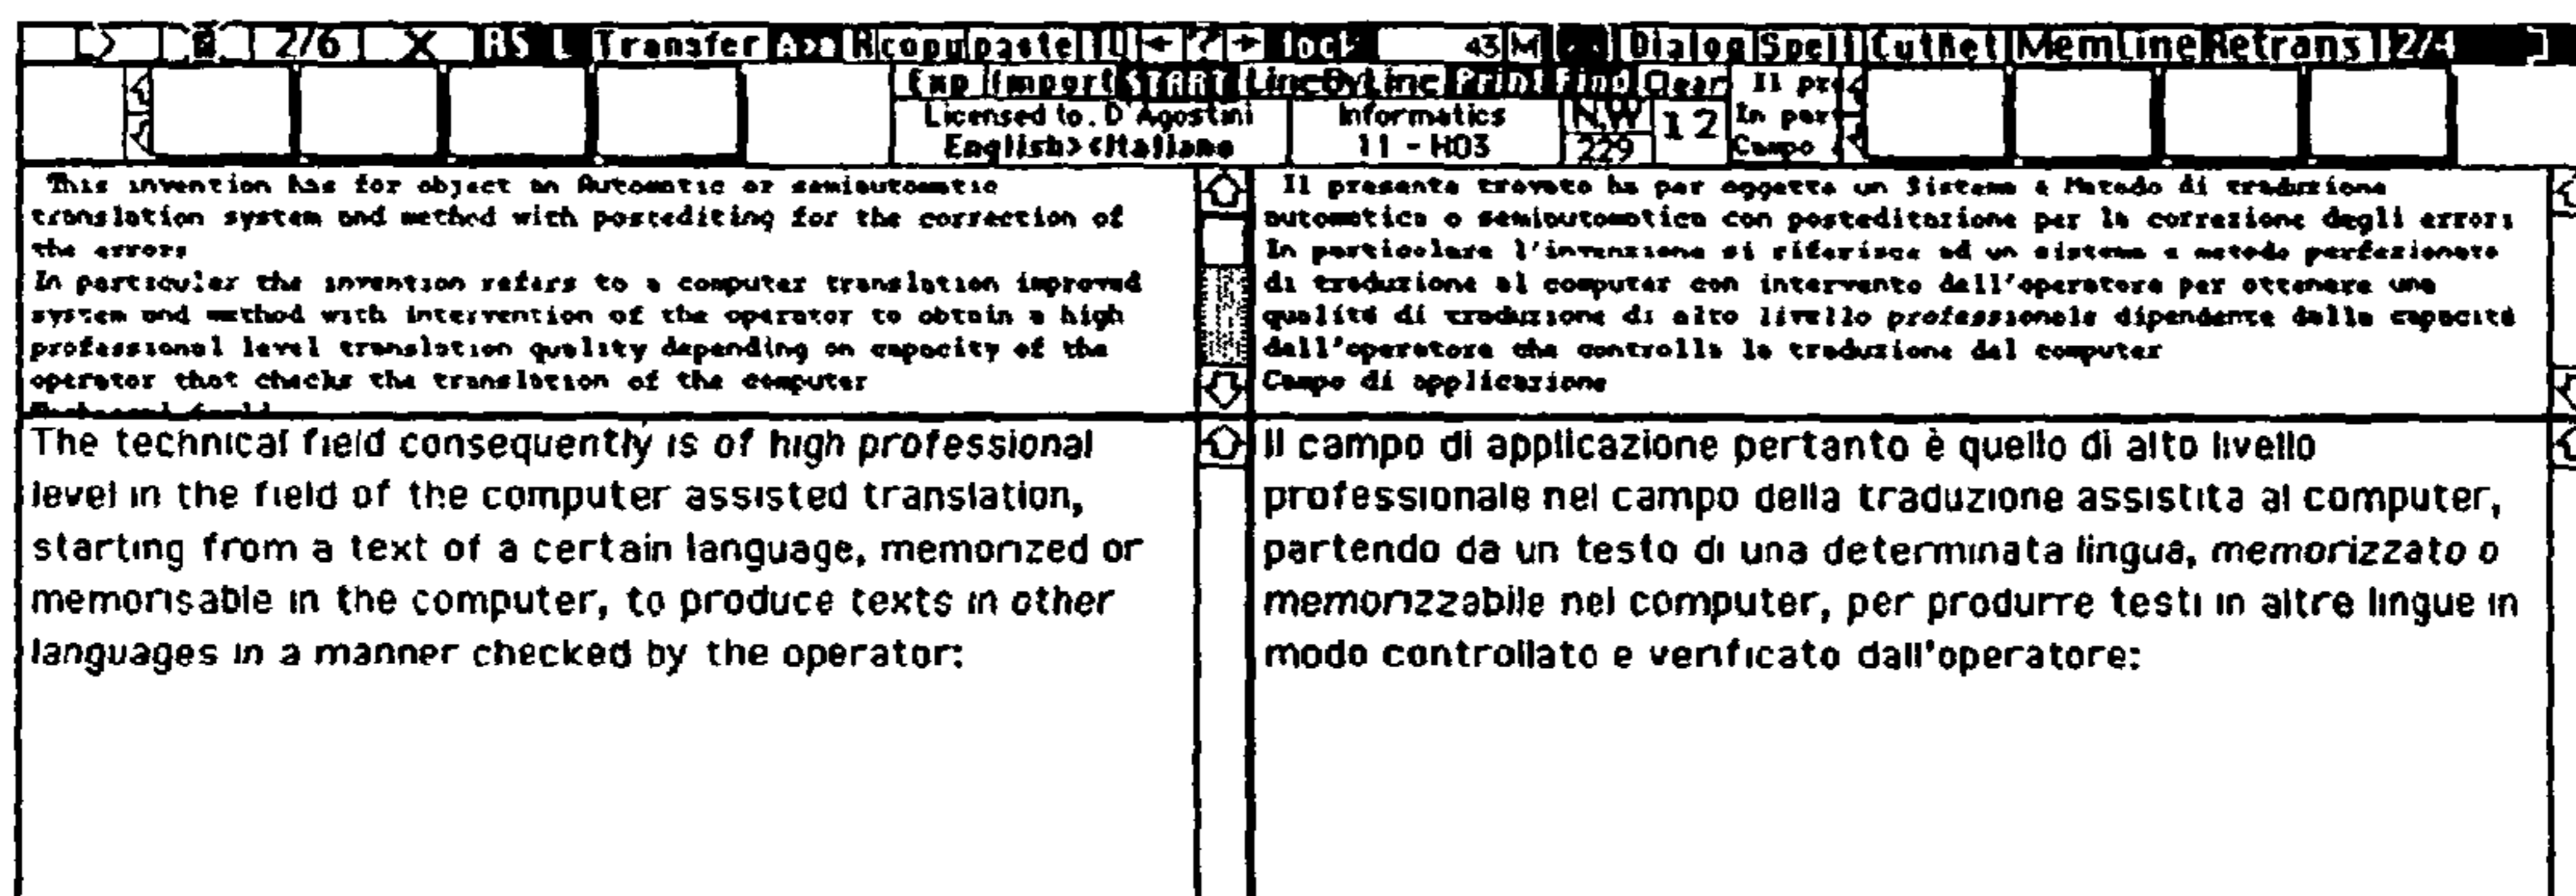 2/6 X RS L Transfer copy paste ← ? → lock 43 M Dialog Spell CutRet MemLine Retrans 2/4
Exp Import START LineByLine Print Find Clear
Il pre
Licensed to. D'Agostini
Informatics
N.W
12
In par
English><Italiano
11 - H03
229
Campo
This invention has for object an Automatic or semiautomatic
translation system and method with postediting for the correction of
the errors
In particular the invention refers to a computer translation improved
system and method with intervention of the operator to obtain a high
professional level translation quality depending on capacity of the
operator that checks the translation of the computer
Il presente trovato ha per oggetto un Sistema e Metodo di traduzione
automatica o semiautomatica con posteditazione per la correzione degli errori
In particolare l'invenzione si riferisce ad un sistema e metodo perfezionato
di traduzione al computer con intervento dell'operatore per ottenere una
qualità di traduzione di alto livello professionale dipendente dalla capacità
dell'operatore che controlla la traduzione del computer
Campo di applicazione
The technical field consequently is of high professional
level in the field of the computer assisted translation,
starting from a text of a certain language, memorized or
memorisable in the computer, to produce texts in other
languages in a manner checked by the operator:
Il campo di applicazione pertanto è quello di alto livello
professionale nel campo della traduzione assistita al computer,
partendo da un testo di una determinata lingua, memorizzato o
memorizzabile nel computer, per produrre testi in altre lingue in
modo controllato e verificato dall'operatore: